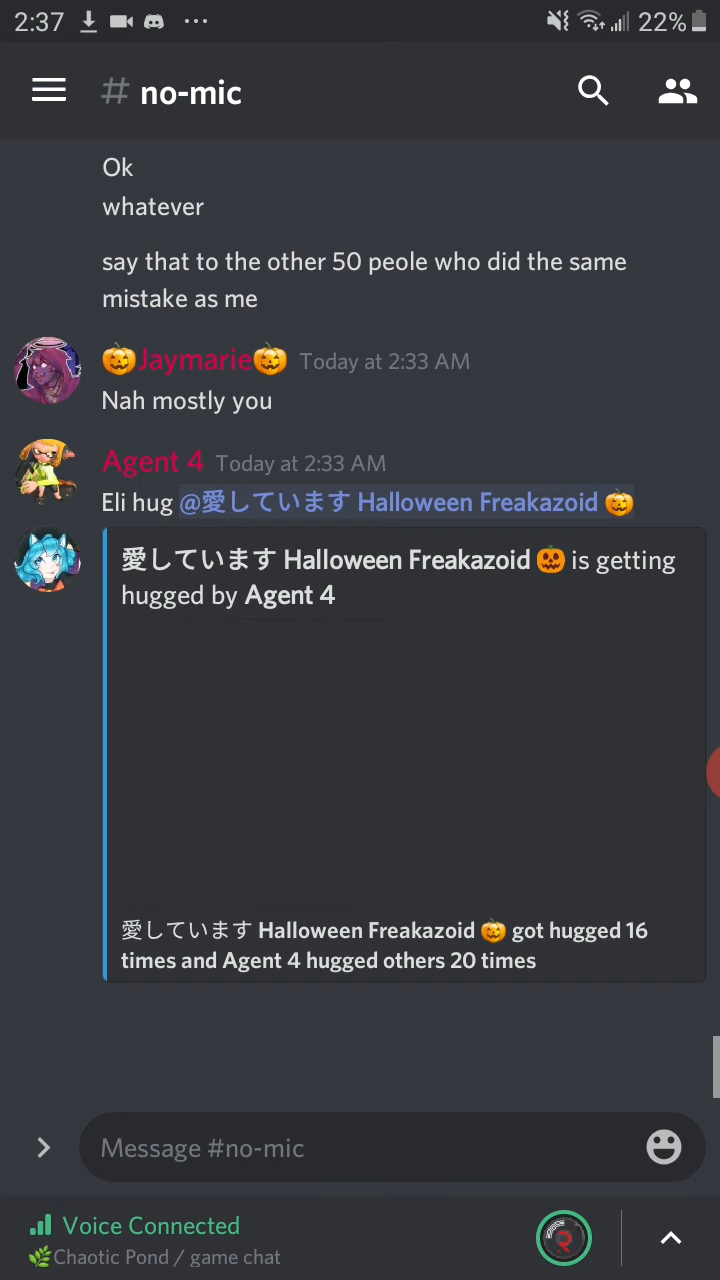 2:37 22%
# no-mic
Ok
whatever
say that to the other 50 peole who did the same
mistake as me
🎃Jaymarie🎃 Today at 2:33 AM
Nah mostly you
Agent 4 Today at 2:33 AM
Eli hug @愛しています Halloween Freakazoid 🎃
愛しています Halloween Freakazoid 🎃 is getting
hugged by Agent 4
愛しています Halloween Freakazoid 🎃 got hugged 16
times and Agent 4 hugged others 20 times
Message #no-mic
Voice Connected
🌿Chaotic Pond / game chat